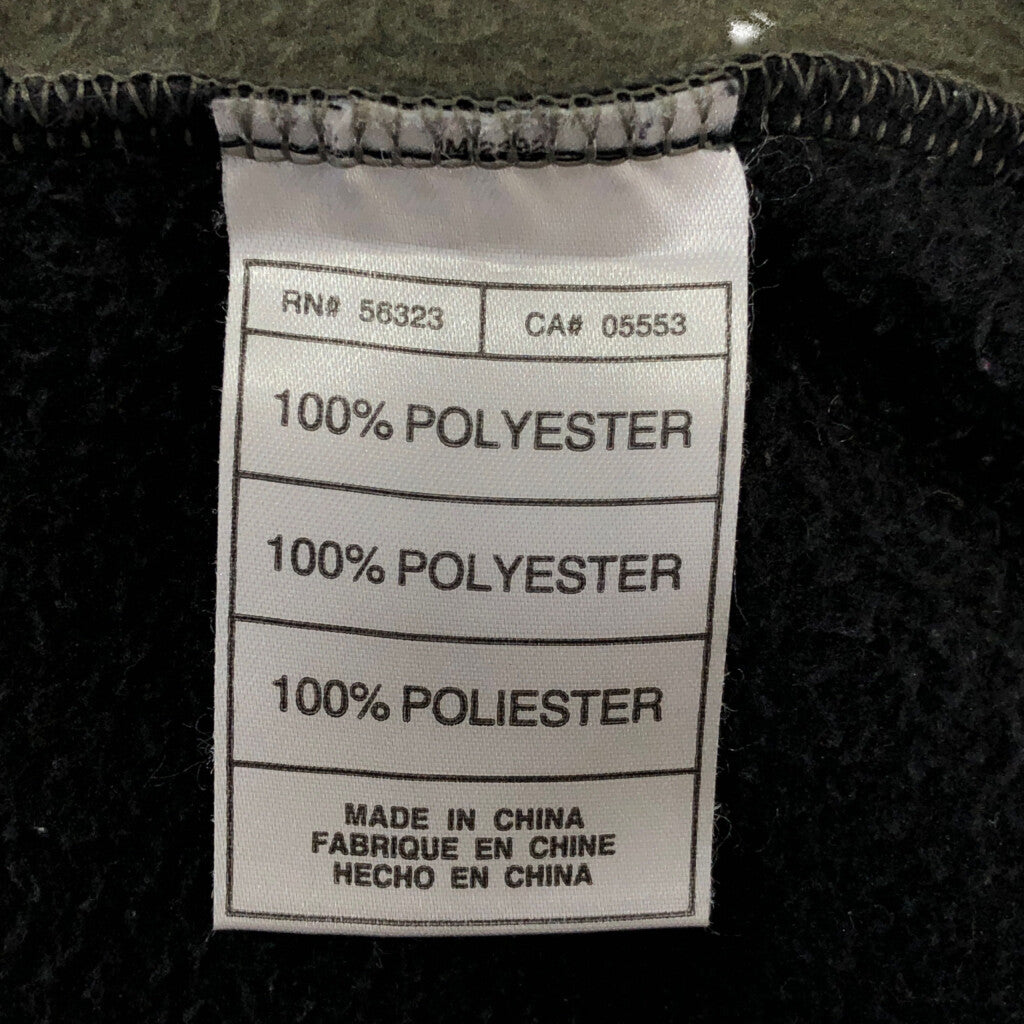 RN# 56323 CA# 05553
100% POLYESTER
100% POLYESTER
100% POLIESTER
MADE IN CHINA
FABRIQUE EN CHINE
HECHO EN CHINA